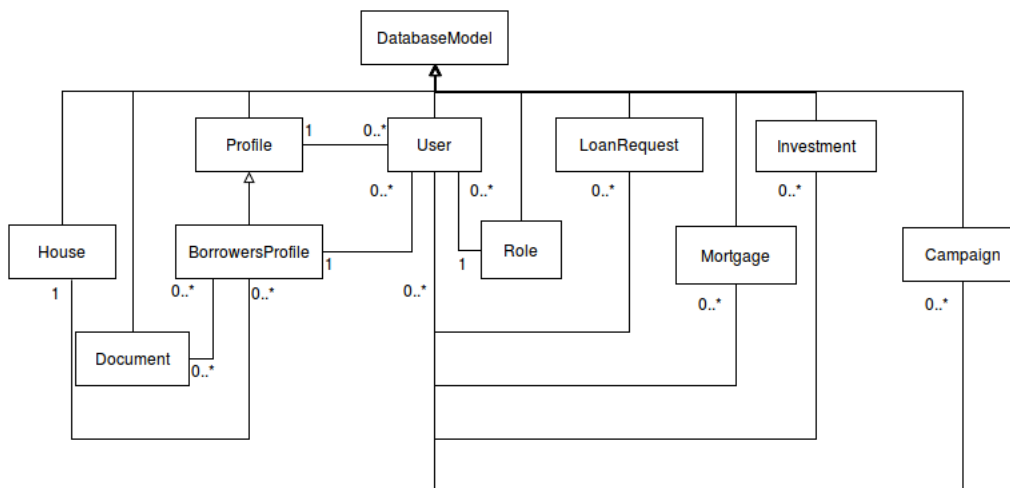 DatabaseModel
1
0..*
Profile
User
LoanRequest
Investment
0..*
0..*
0..*
0..*
House
BorrowersProfile
1
1
Role
Mortgage
Campaign
1
0..*
0..*
0..*
0..*
0..*
Document
0..*